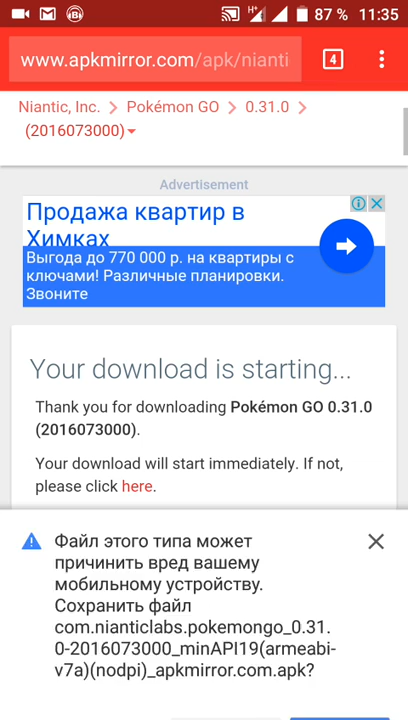 H+ 87 % 11:35
www.apkmirror.com/apk/nianti 4
Niantic, Inc. > Pokémon GO > 0.31.0 >
(2016073000)
Advertisement
Продажа квартир в
Химках
Выгода до 770 000 р. на квартиры с
ключами! Различные планировки.
Звоните
Your download is starting...
Thank you for downloading Pokémon GO 0.31.0
(2016073000).
Your download will start immediately. If not,
please click here.
Файл этого типа может
причинить вред вашему
мобильному устройству.
Сохранить файл
com.nianticlabs.pokemongo_0.31.
0-2016073000_minAPI19(armeabi-
v7a)(nodpi)_apkmirror.com.apk?